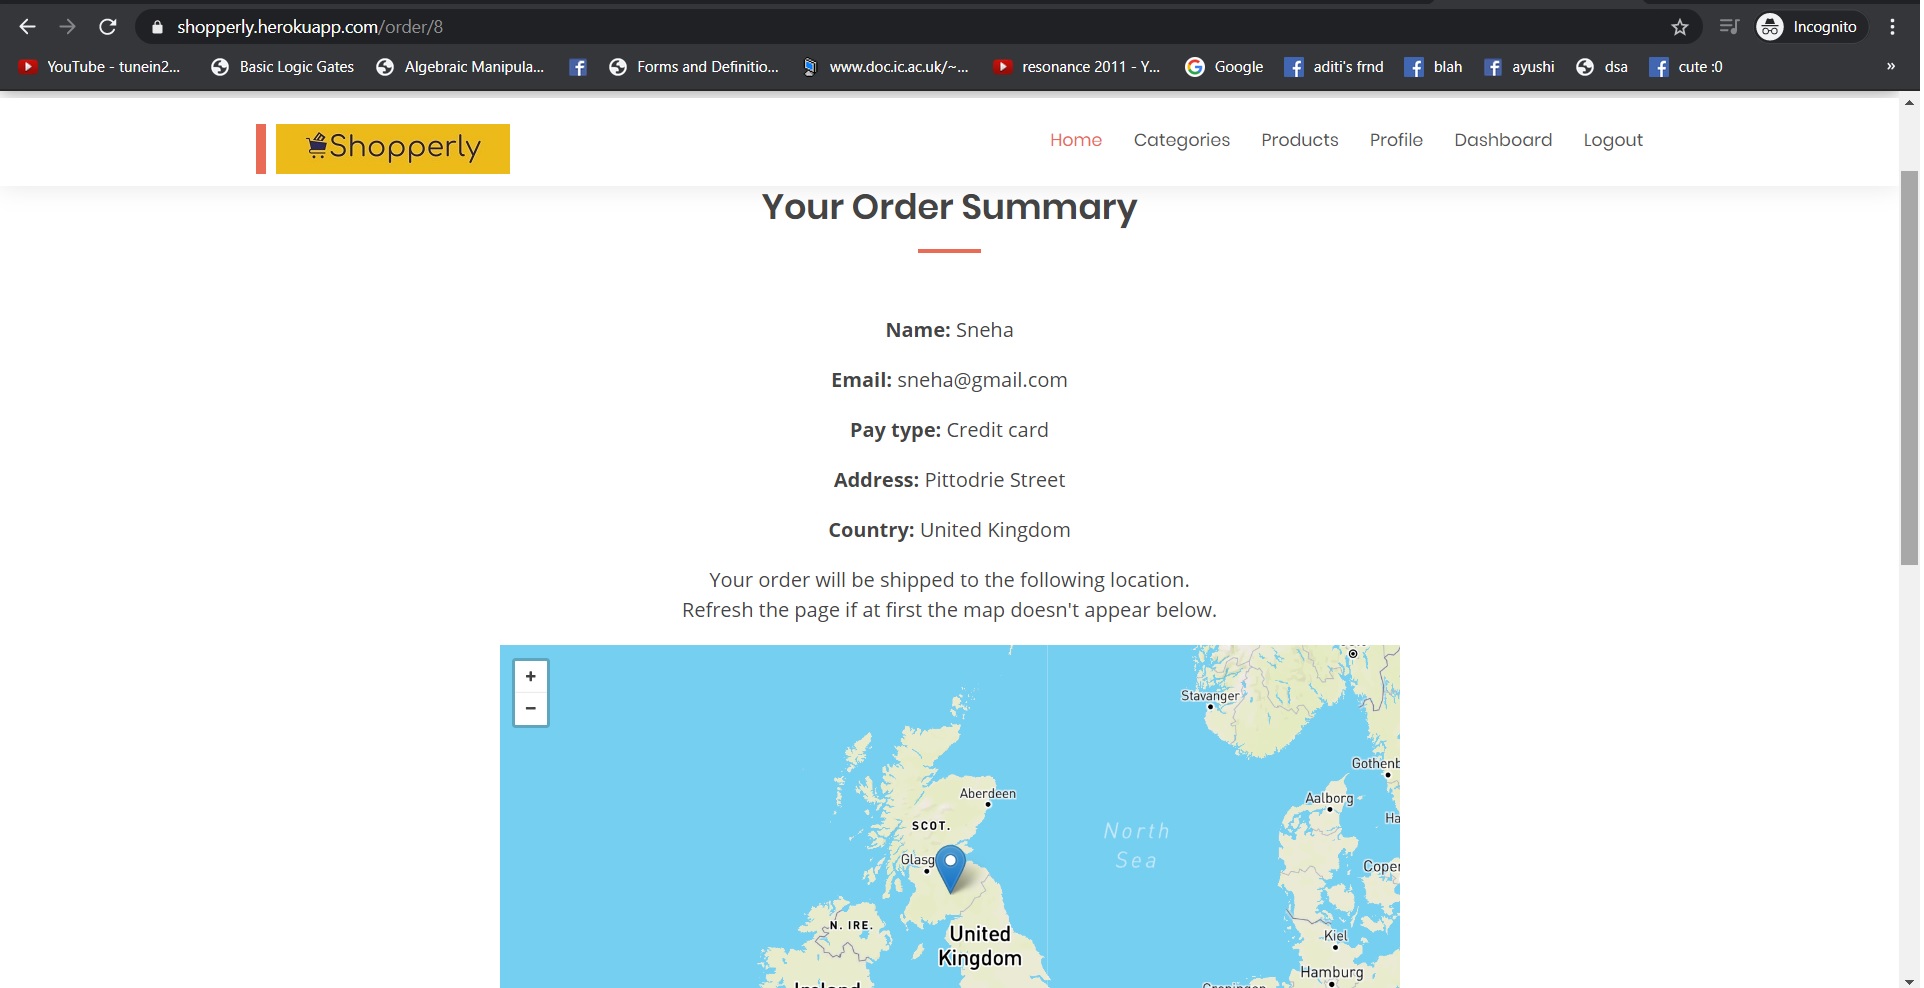 shopperly.herokuapp.com/order/8
Incognito
YouTube - tunein2...
Basic Logic Gates
Algebraic Manipula...
Forms and Definitio...
www.doc.ic.ac.uk/~...
resonance 2011 - Y...
Google
aditi's frnd
blah
ayushi
dsa
cute :0
»
Shopperly
Home
Categories
Products
Profile
Dashboard
Logout
Your Order Summary
Name: Sneha
Email: sneha@gmail.com
Pay type: Credit card
Address: Pittodrie Street
Country: United Kingdom
Your order will be shipped to the following location.
Refresh the page if at first the map doesn't appear below.
+
−
Stavanger
Gothenb
Aberdeen
Aalborg
SCOT.
Ha
North
Sea
Glasg
Copen
N. IRE.
United
Kingdom
Kiel
Hamburg
Ireland